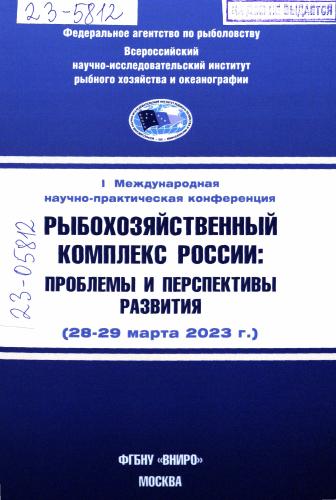 23-5812
ВЫДАЕТСЯ
Федеральное агентство по рыболовству
Всероссийский
научно-исследовательский институт
рыбного хозяйства и океанографии
I Международная
научно-практическая конференция
РЫБОХОЗЯЙСТВЕННЫЙ
КОМПЛЕКС РОССИИ:
ПРОБЛЕМЫ И ПЕРСПЕКТИВЫ
РАЗВИТИЯ
(28-29 марта 2023 г.)
23-05812
ФГБНУ «ВНИРО»
МОСКВА